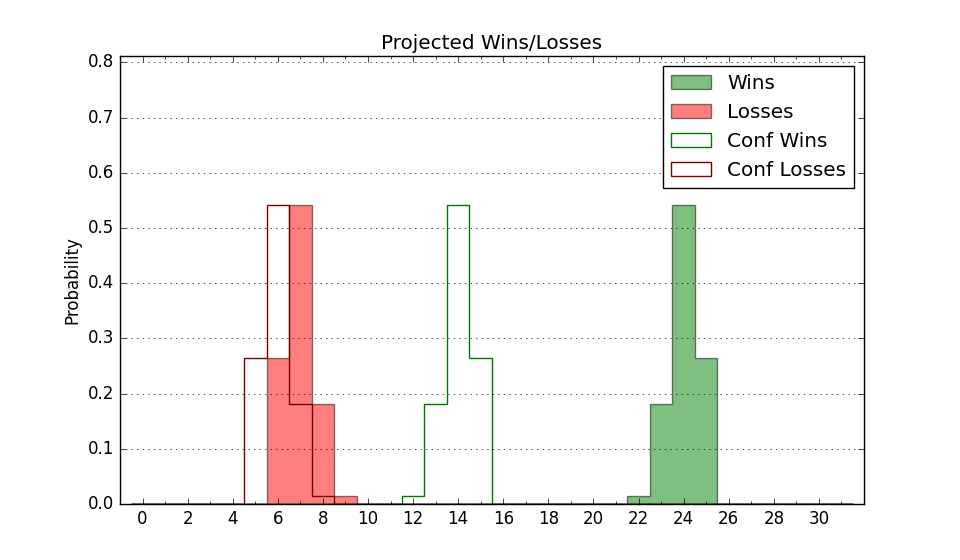 Projected Wins/Losses
0.8
0.7
0.6
0.5
0.4
0.3
0.2
0.1
0.0
Probability
Wins
Losses
Conf Wins
Conf Losses
0 2 4 6 8 10 12 14 16 18 20 22 24 26 28 30